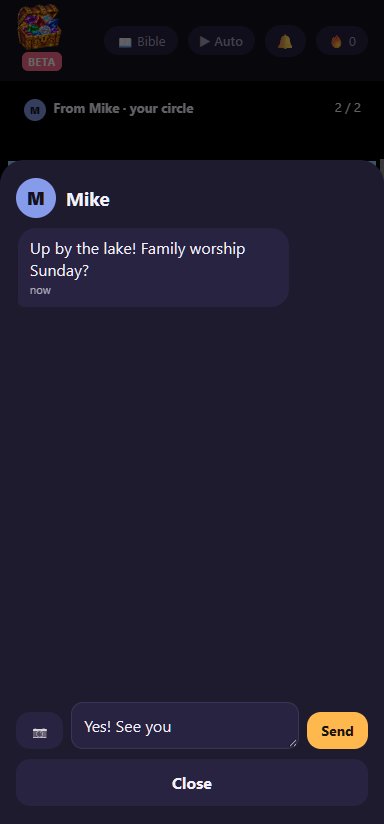 Bible
Auto
0
BETA
M
From Mike · your circle
2 / 2
M
Mike
Up by the lake! Family worship
Sunday?
now
Yes! See you
Send
Close